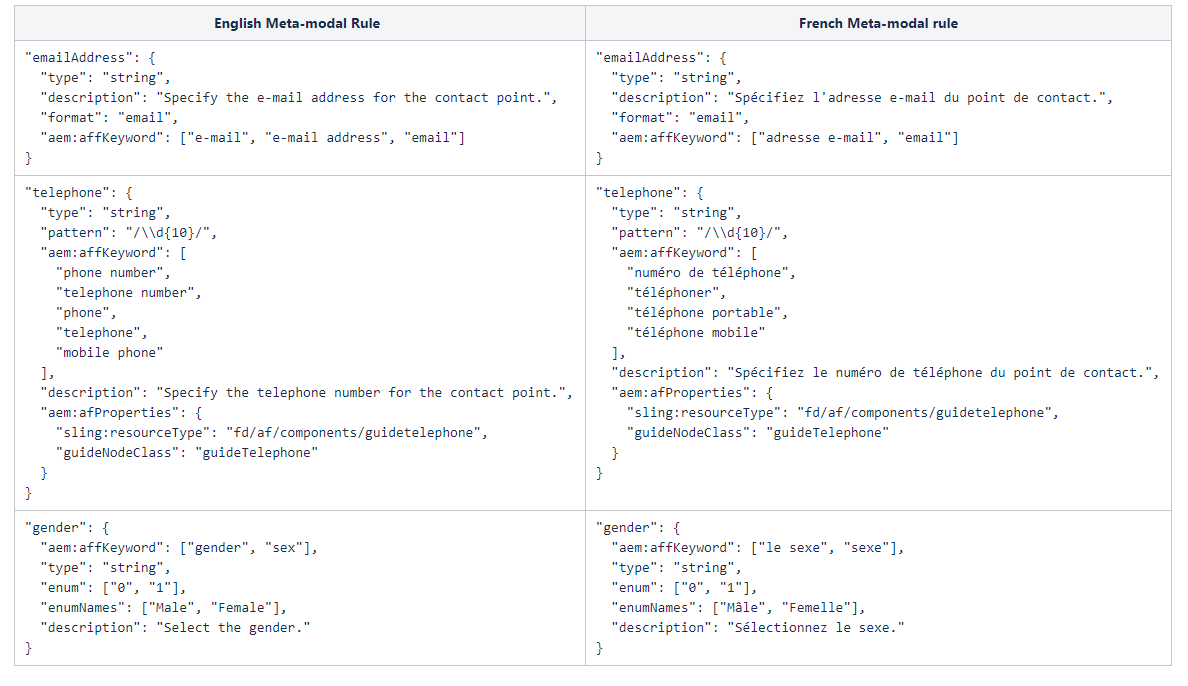 English Meta-modal Rule
French Meta-modal rule
"emailAddress": {
  "type": "string",
  "description": "Specify the e-mail address for the contact point.",
  "format": "email",
  "aem:affKeyword": ["e-mail", "e-mail address", "email"]
}
"emailAddress": {
  "type": "string",
  "description": "Spécifiez l'adresse e-mail du point de contact.",
  "format": "email",
  "aem:affKeyword": ["adresse e-mail", "email"]
}
"telephone": {
  "type": "string",
  "pattern": "/\\d{10}/",
  "aem:affKeyword": [
    "phone number",
    "telephone number",
    "phone",
    "telephone",
    "mobile phone"
  ],
  "description": "Specify the telephone number for the contact point.",
  "aem:afProperties": {
    "sling:resourceType": "fd/af/components/guidetelephone",
    "guideNodeClass": "guideTelephone"
  }
}
"telephone": {
  "type": "string",
  "pattern": "/\\d{10}/",
  "aem:affKeyword": [
    "numéro de téléphone",
    "téléphoner",
    "téléphone portable",
    "téléphone mobile"
  ],
  "description": "Spécifiez le numéro de téléphone du point de contact.",
  "aem:afProperties": {
    "sling:resourceType": "fd/af/components/guidetelephone",
    "guideNodeClass": "guideTelephone"
  }
}
"gender": {
  "aem:affKeyword": ["gender", "sex"],
  "type": "string",
  "enum": ["0", "1"],
  "enumNames": ["Male", "Female"],
  "description": "Select the gender."
}
"gender": {
  "aem:affKeyword": ["le sexe", "sexe"],
  "type": "string",
  "enum": ["0", "1"],
  "enumNames": ["Mâle", "Femelle"],
  "description": "Sélectionnez le sexe."
}